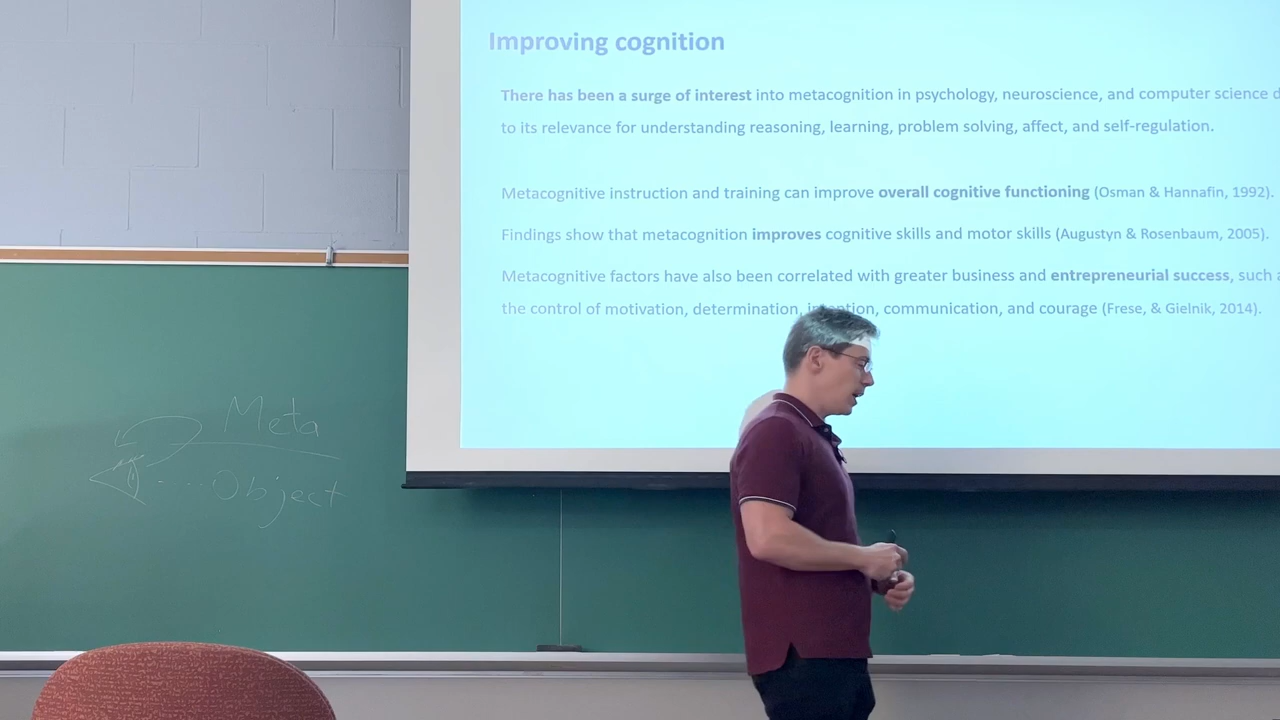 Improving cognition
There has been a surge of interest into metacognition in psychology, neuroscience, and computer science
to its relevance for understanding reasoning, learning, problem solving, affect, and self-regulation.
Metacognitive instruction and training can improve overall cognitive functioning (Osman & Hannafin, 1992).
Findings show that metacognition improves cognitive skills and motor skills (Augustyn & Rosenbaum, 2005).
Metacognitive factors have also been correlated with greater business and entrepreneurial success, such
the control of motivation, determination, intention, communication, and courage (Frese, & Gielnik, 2014).
Meta
Object